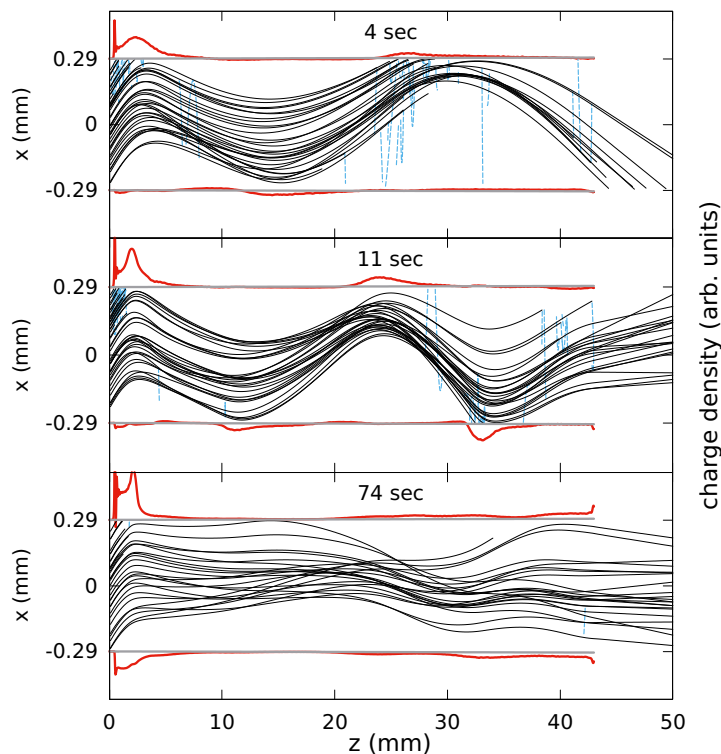 4 sec
0.29
0
-0.29
x (mm)
11 sec
0.29
0
-0.29
x (mm)
74 sec
0.29
0
-0.29
x (mm)
0 10 20 30 40 50
z (mm)
charge density (arb. units)